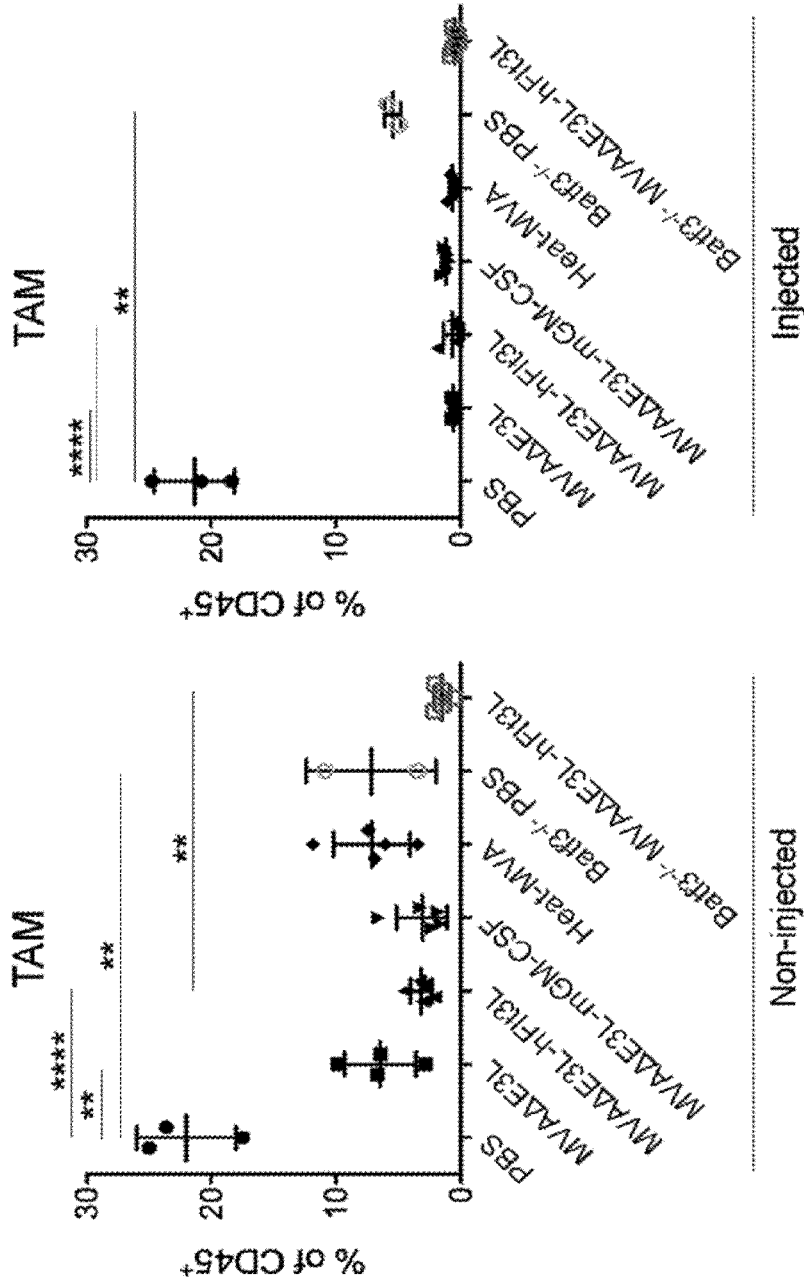 TAM
****
**
**
**
% of CD45+
30
20
10
0
PBS
MVAΔE3L
MVAΔE3L-hFlt3L
MVAΔE3L-mGM-CSF
Heat-MVA
Batf3-/- PBS
Batf3-/- MVAΔE3L-hFlt3L
Non-injected
TAM
****
**
% of CD45+
30
20
10
0
PBS
MVAΔE3L
MVAΔE3L-hFlt3L
MVAΔE3L-mGM-CSF
Heat-MVA
Batf3-/- PBS
Batf3-/- MVAΔE3L-hFlt3L
Injected